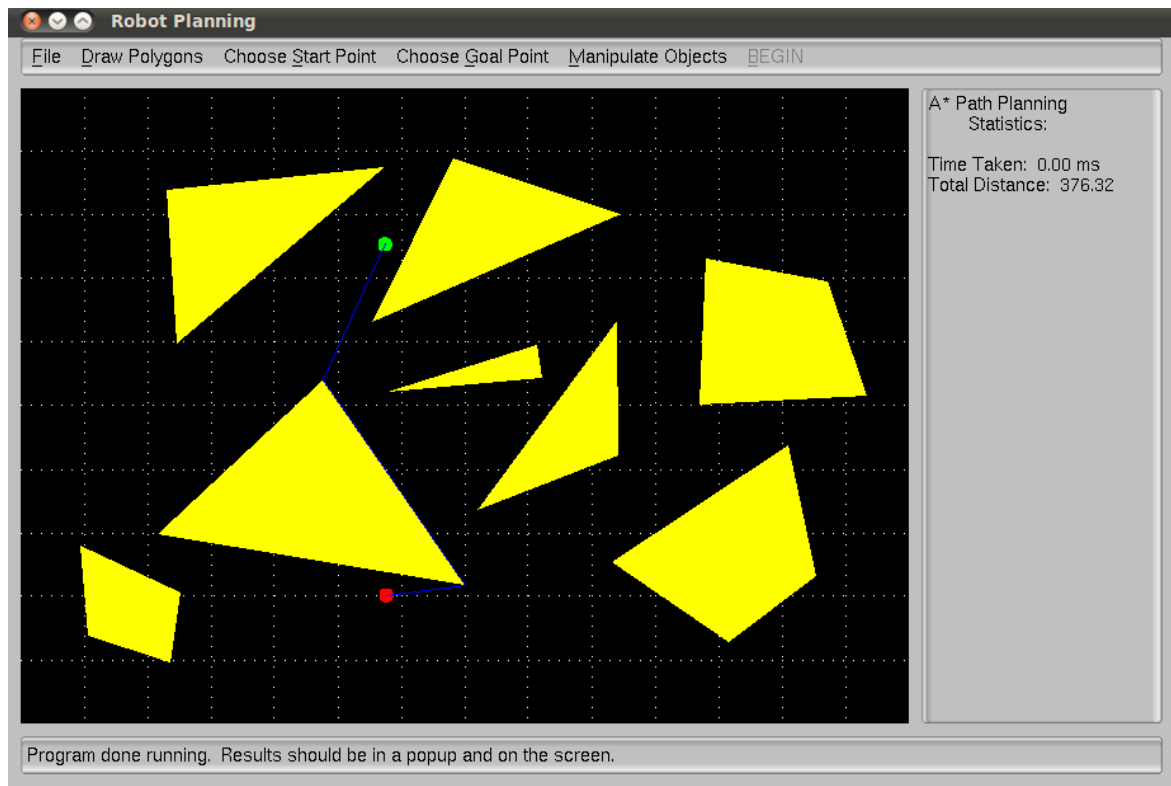 Robot Planning
File Draw Polygons Choose Start Point Choose Goal Point Manipulate Objects BEGIN
A* Path Planning
Statistics:
Time Taken: 0.00 ms
Total Distance: 376.32
Program done running. Results should be in a popup and on the screen.